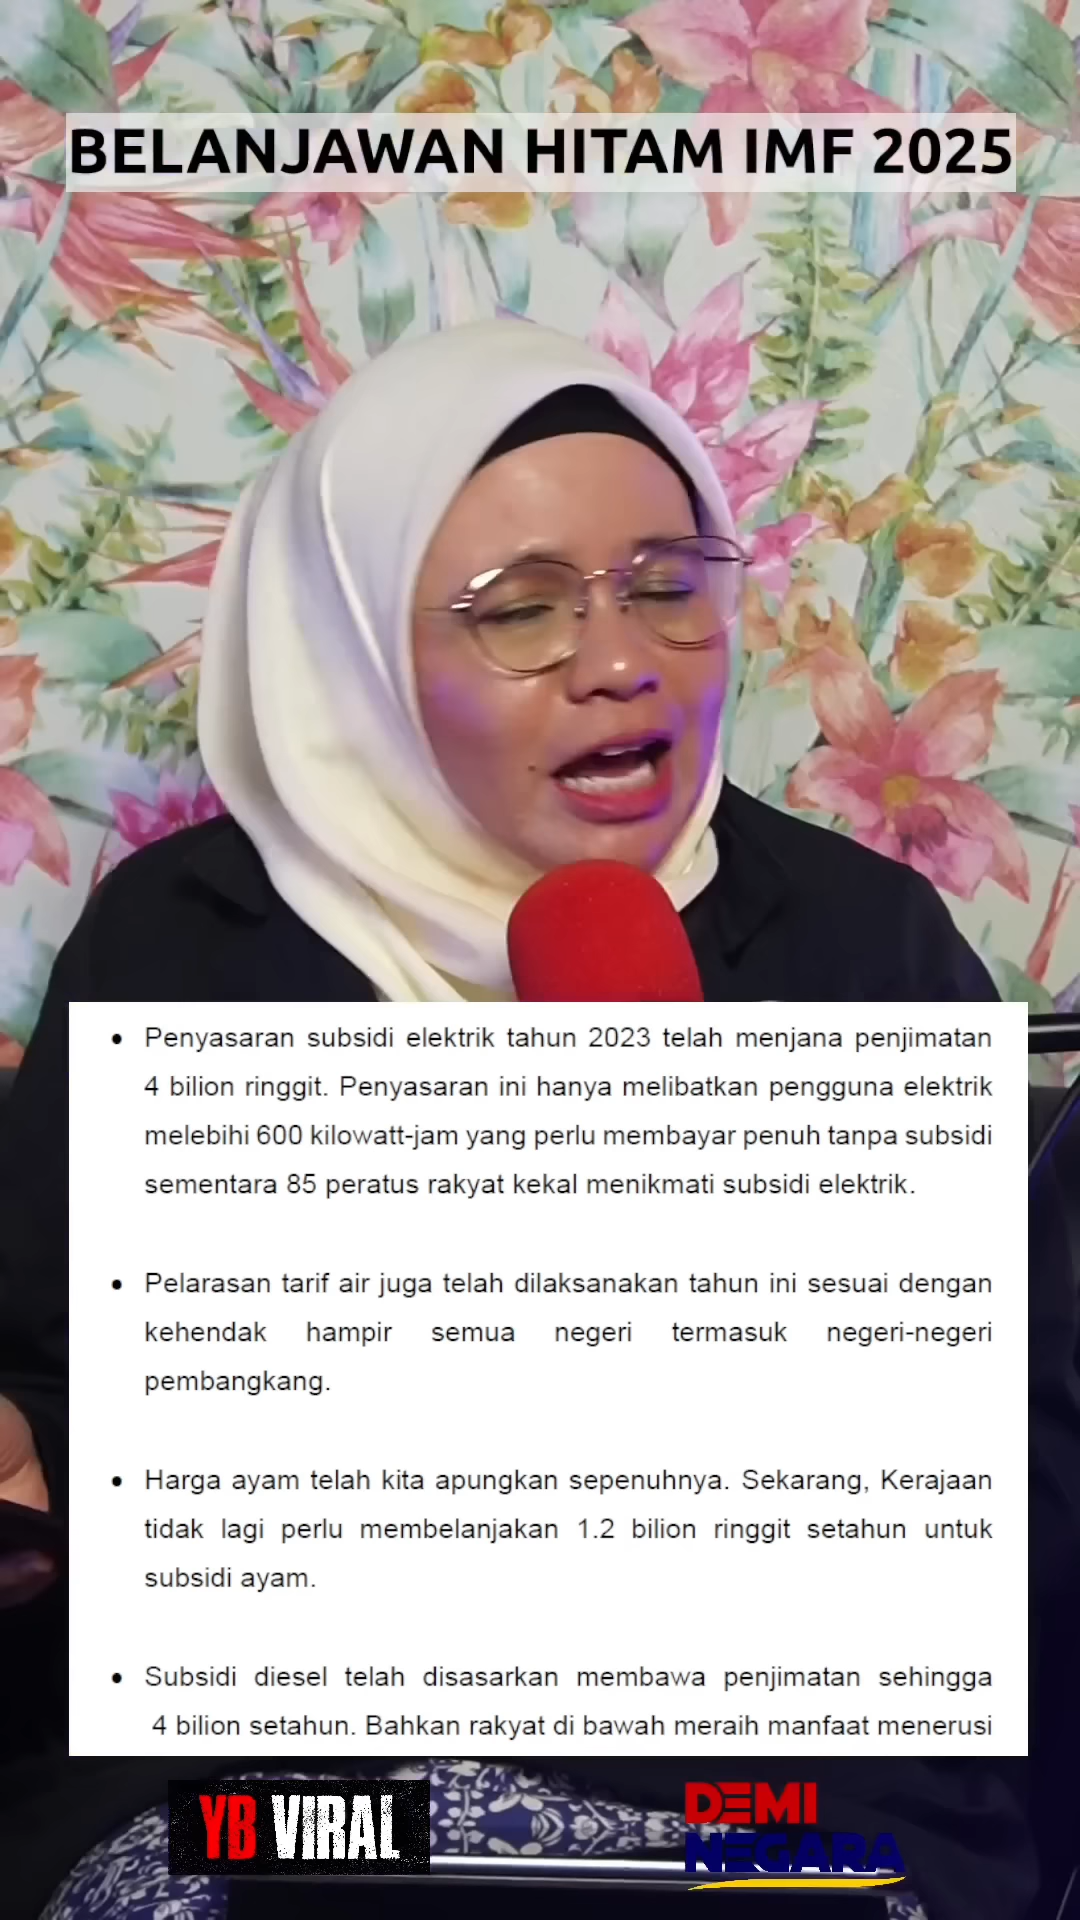 BELANJAWAN HITAM IMF 2025
• Penyasaran subsidi elektrik tahun 2023 telah menjana penjimatan
4 bilion ringgit. Penyasaran ini hanya melibatkan pengguna elektrik
melebihi 600 kilowatt-jam yang perlu membayar penuh tanpa subsidi
sementara 85 peratus rakyat kekal menikmati subsidi elektrik.
• Pelarasan tarif air juga telah dilaksanakan tahun ini sesuai dengan
kehendak hampir semua negeri termasuk negeri-negeri
pembangkang.
• Harga ayam telah kita apungkan sepenuhnya. Sekarang, Kerajaan
tidak lagi perlu membelanjakan 1.2 bilion ringgit setahun untuk
subsidi ayam.
• Subsidi diesel telah disasarkan membawa penjimatan sehingga
4 bilion setahun. Bahkan rakyat di bawah meraih manfaat menerusi
YB VIRAL
DEMI
NEGARA